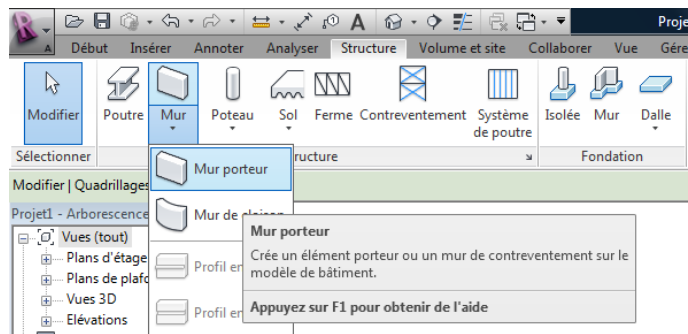 Proje
Début Insérer Annoter Analyser Structure Volume et site Collaborer Vue Gére
Modifier Poutre Mur Poteau Sol Ferme Contreventement Système de poutre Isolée Mur Dalle
Sélectionner ructure Fondation
Mur porteur
Modifier | Quadrillages
Projet1 - Arborescence
Mur de
Vues (tout)
Mur porteur
Plans d'étage
Crée un élément porteur ou un mur de contreventement sur le
Profil en
modèle de bâtiment.
Plans de plafo
Vues 3D
Profil en
Appuyez sur F1 pour obtenir de l'aide
Elévations